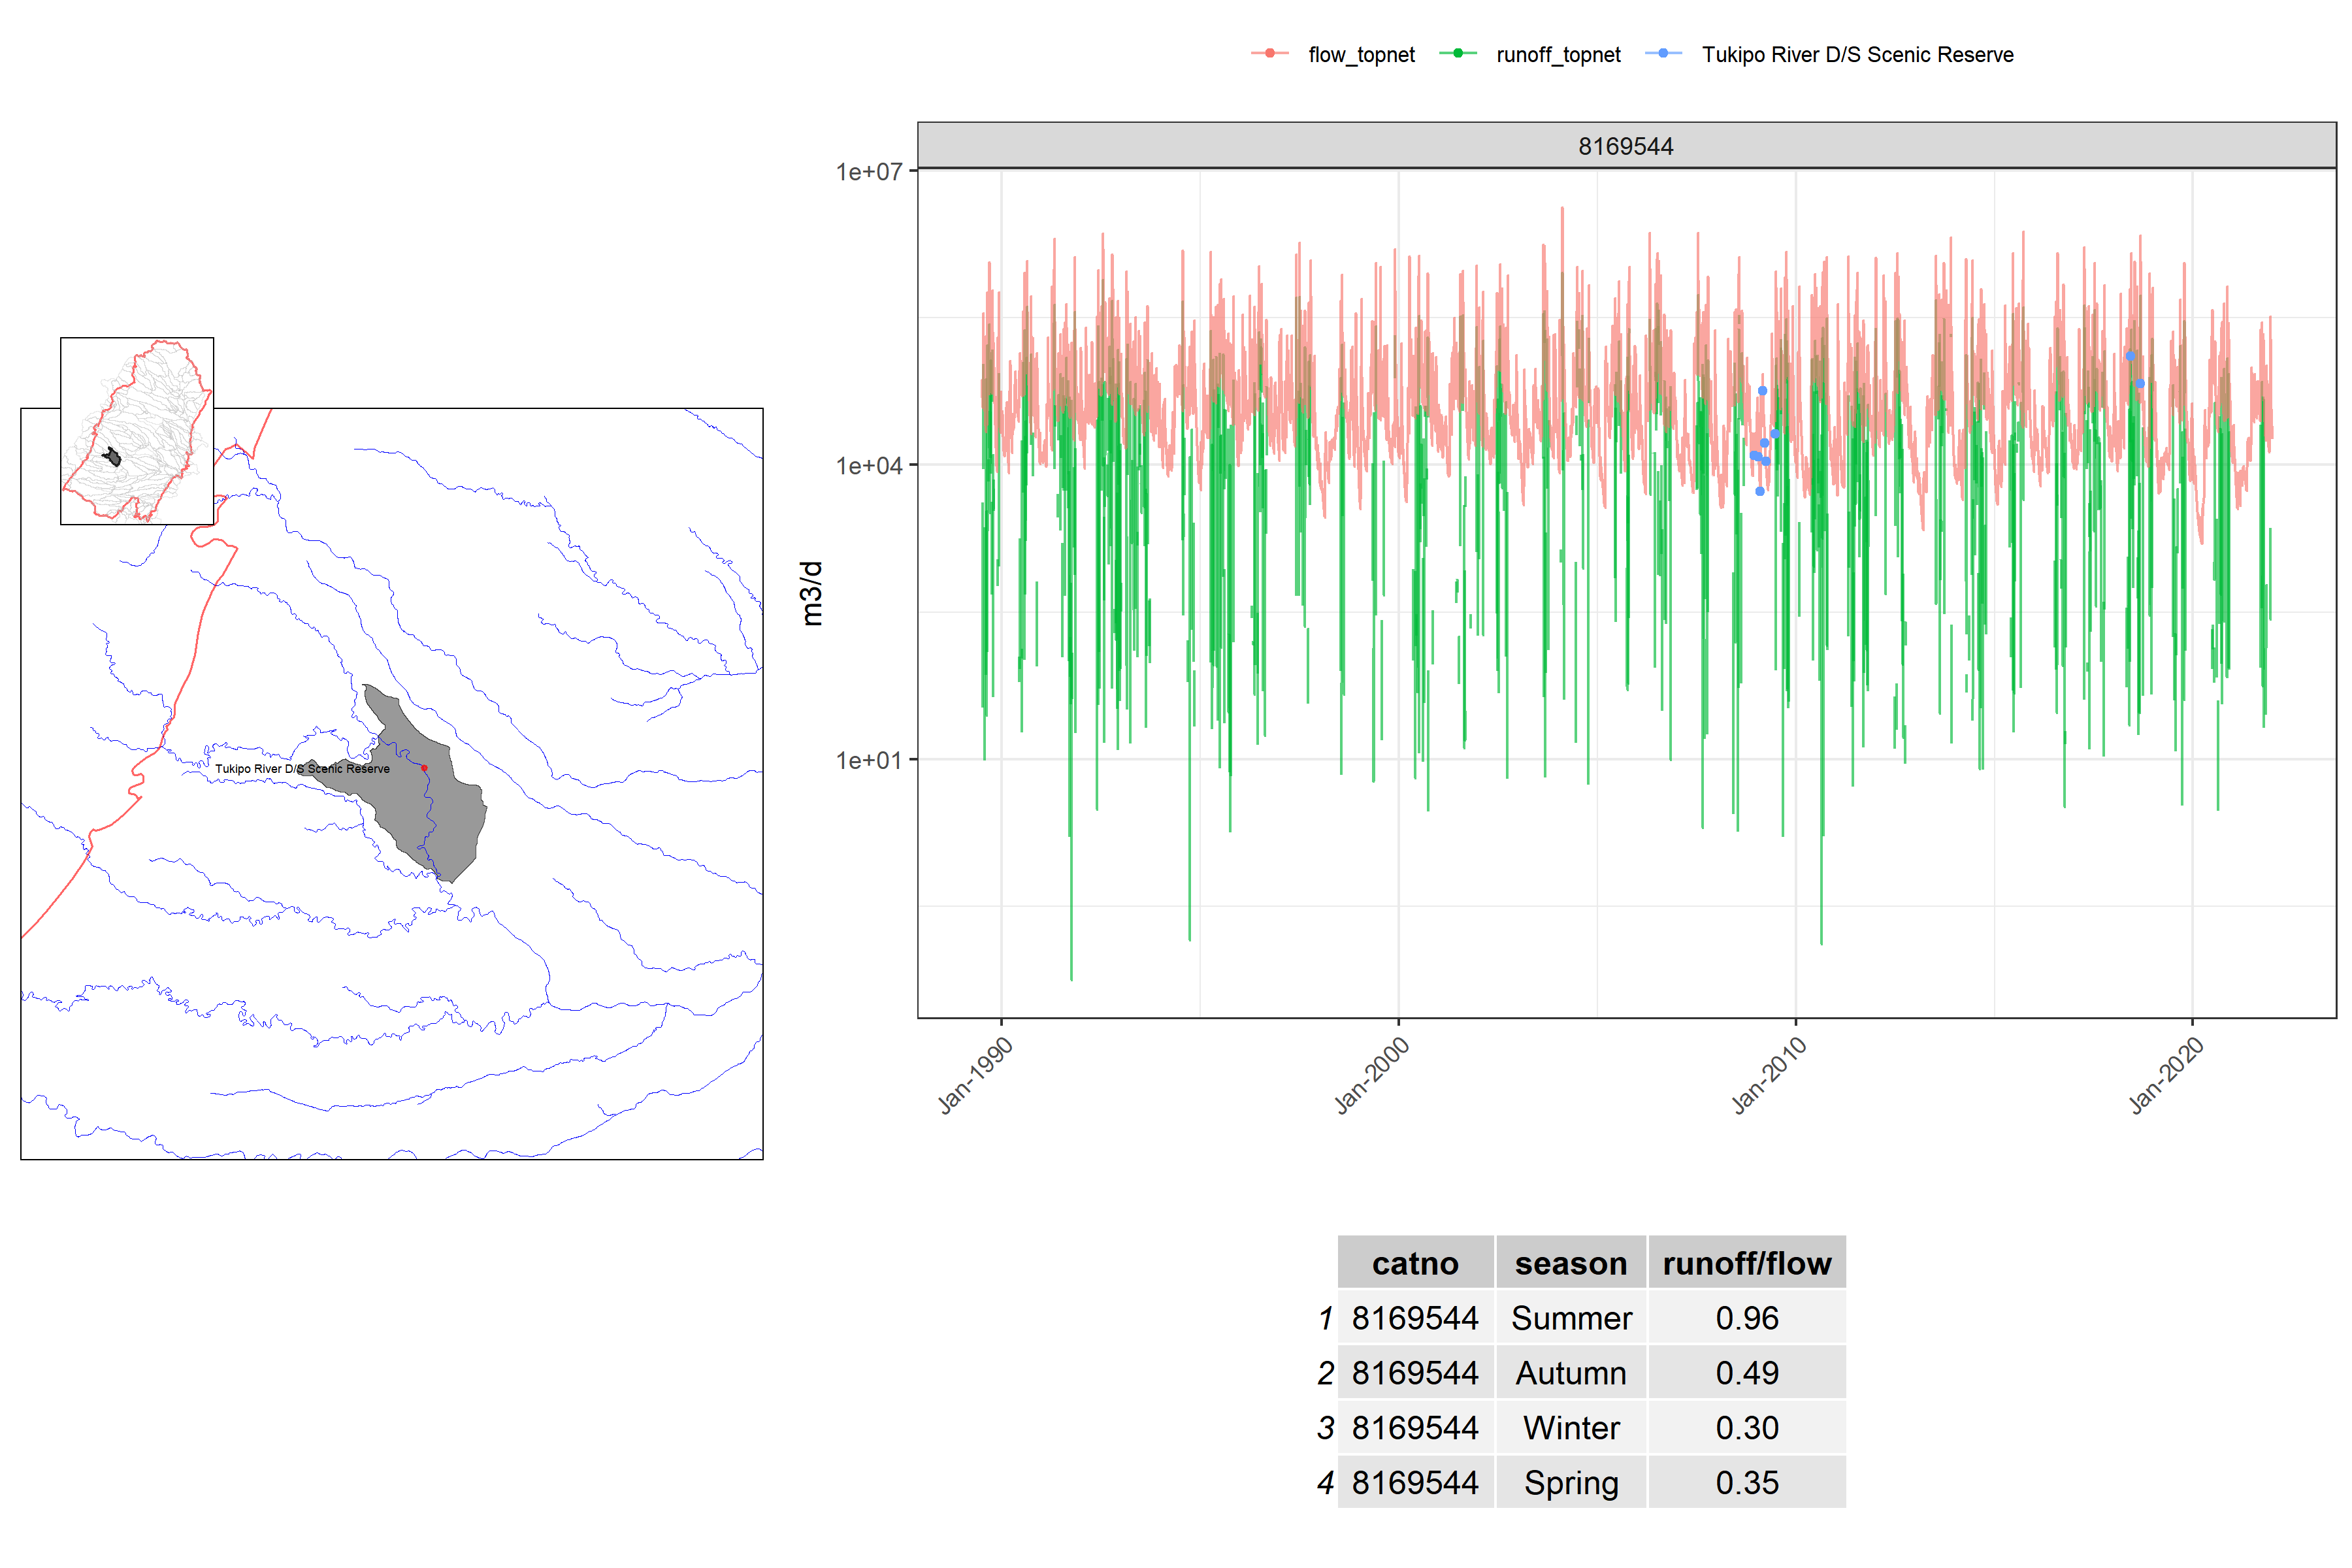 flow_topnet runoff_topnet Tukipo River D/S Scenic Reserve
8169544
1e+07
1e+04
1e+01
m3/d
Jan-1990 Jan-2000 Jan-2010 Jan-2020
Tukipo River D/S Scenic Reserve
catno season runoff/flow
1 8169544 Summer 0.96
2 8169544 Autumn 0.49
3 8169544 Winter 0.30
4 8169544 Spring 0.35